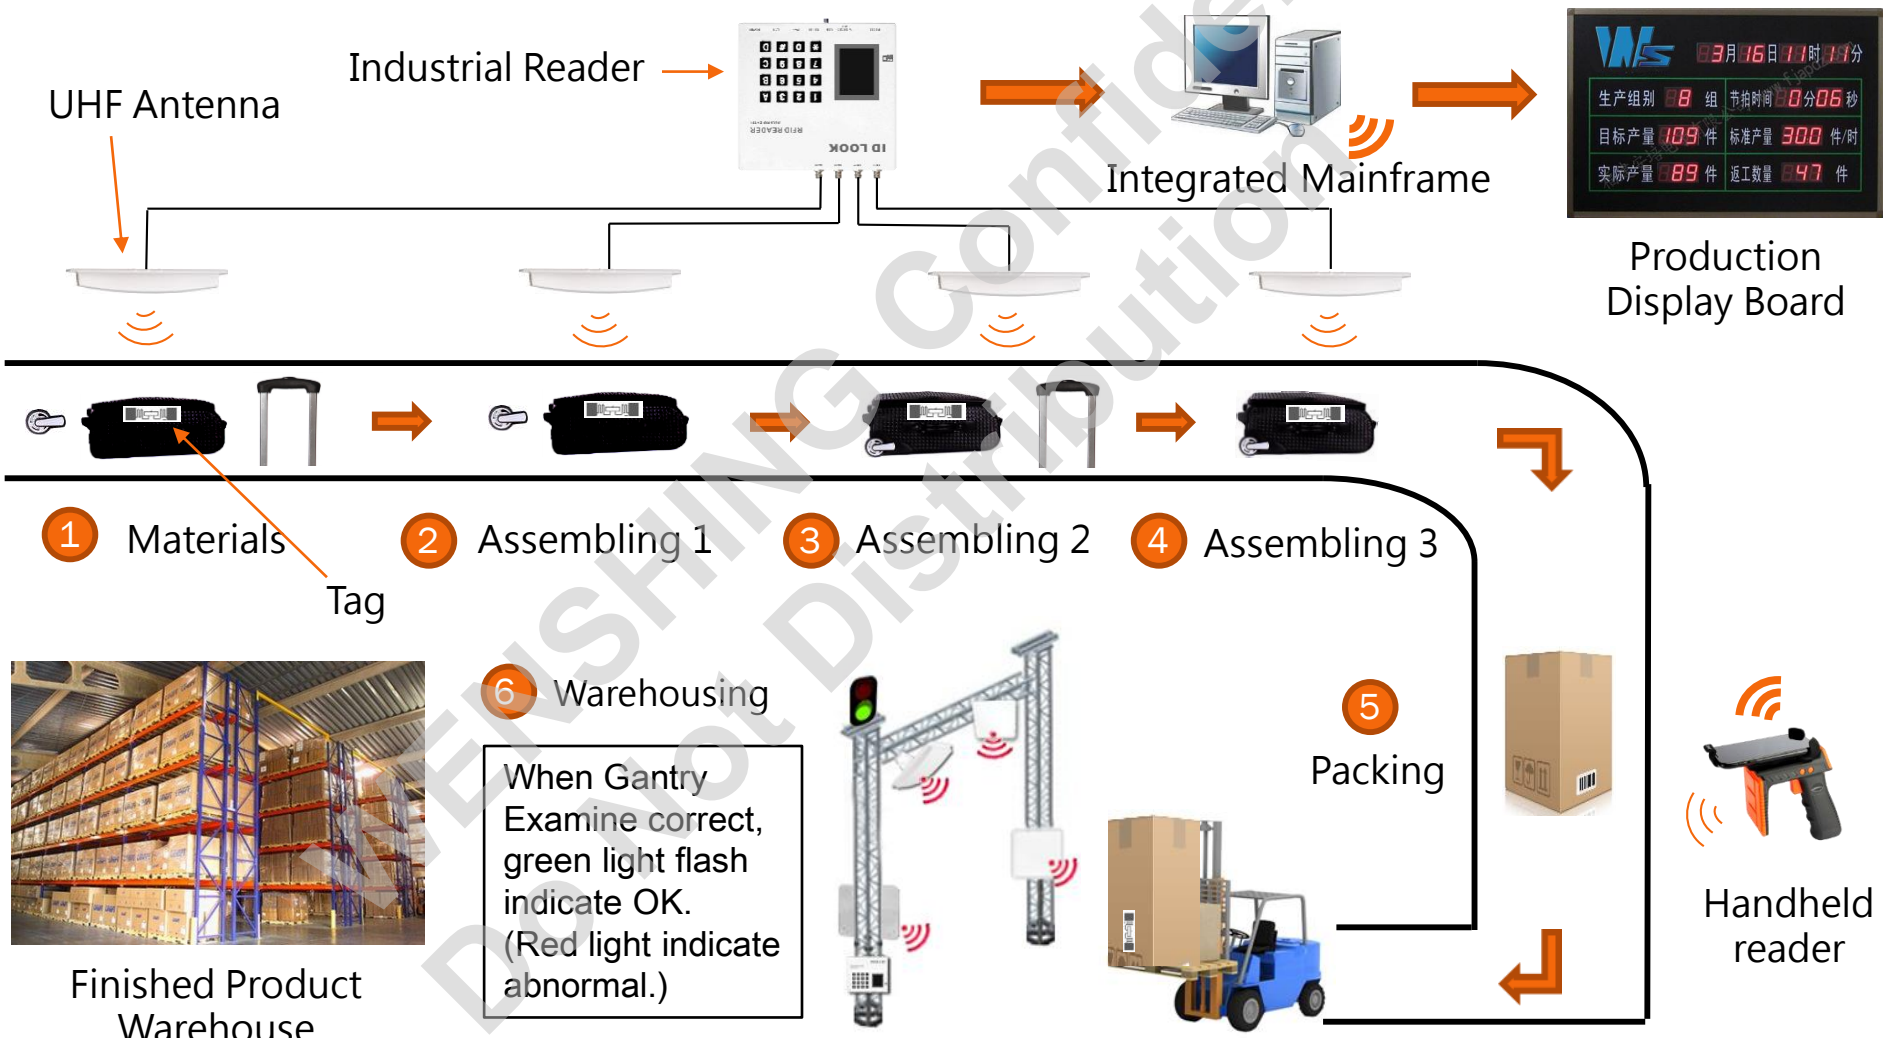 Industrial Reader
UHF Antenna
RFID READER
ID LOOK
Integrated Mainframe
WS
3月16日11时11分
生产组别 8 组 节拍时间 0分06秒
目标产量 109 件 标准产量 300 件/时
实际产量 89 件 返工数量 47 件
Production
Display Board
1 Materials
2 Assembling 1
3 Assembling 2
4 Assembling 3
Tag
6 Warehousing
When Gantry
Examine correct,
green light flash
indicate OK.
(Red light indicate
abnormal.)
5
Packing
Handheld
reader
Finished Product
Warehouse
WENSHING Confiden
Do Not Distribution